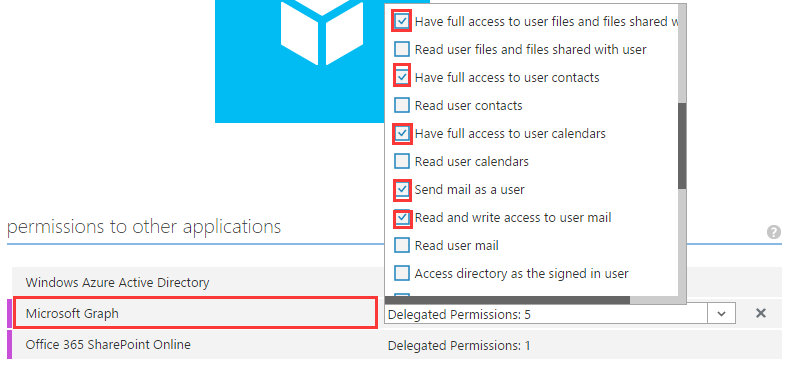 Have full access to user files and files shared w
Read user files and files shared with user
Have full access to user contacts
Read user contacts
Have full access to user calendars
Read user calendars
Send mail as a user
Read and write access to user mail
Read user mail
Access directory as the signed in user
permissions to other applications
?
Windows Azure Active Directory
Microsoft Graph Delegated Permissions: 5
Office 365 SharePoint Online Delegated Permissions: 1